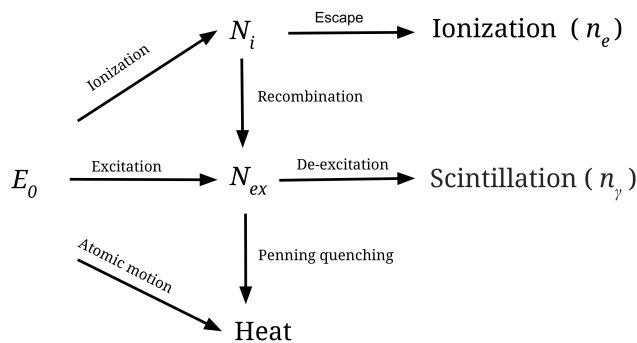 Ionization
N_i
Escape
Ionization ( n_e )
Recombination
E_0
Excitation
N_ex
De-excitation
Scintillation ( n_γ )
Atomic motion
Penning quenching
Heat